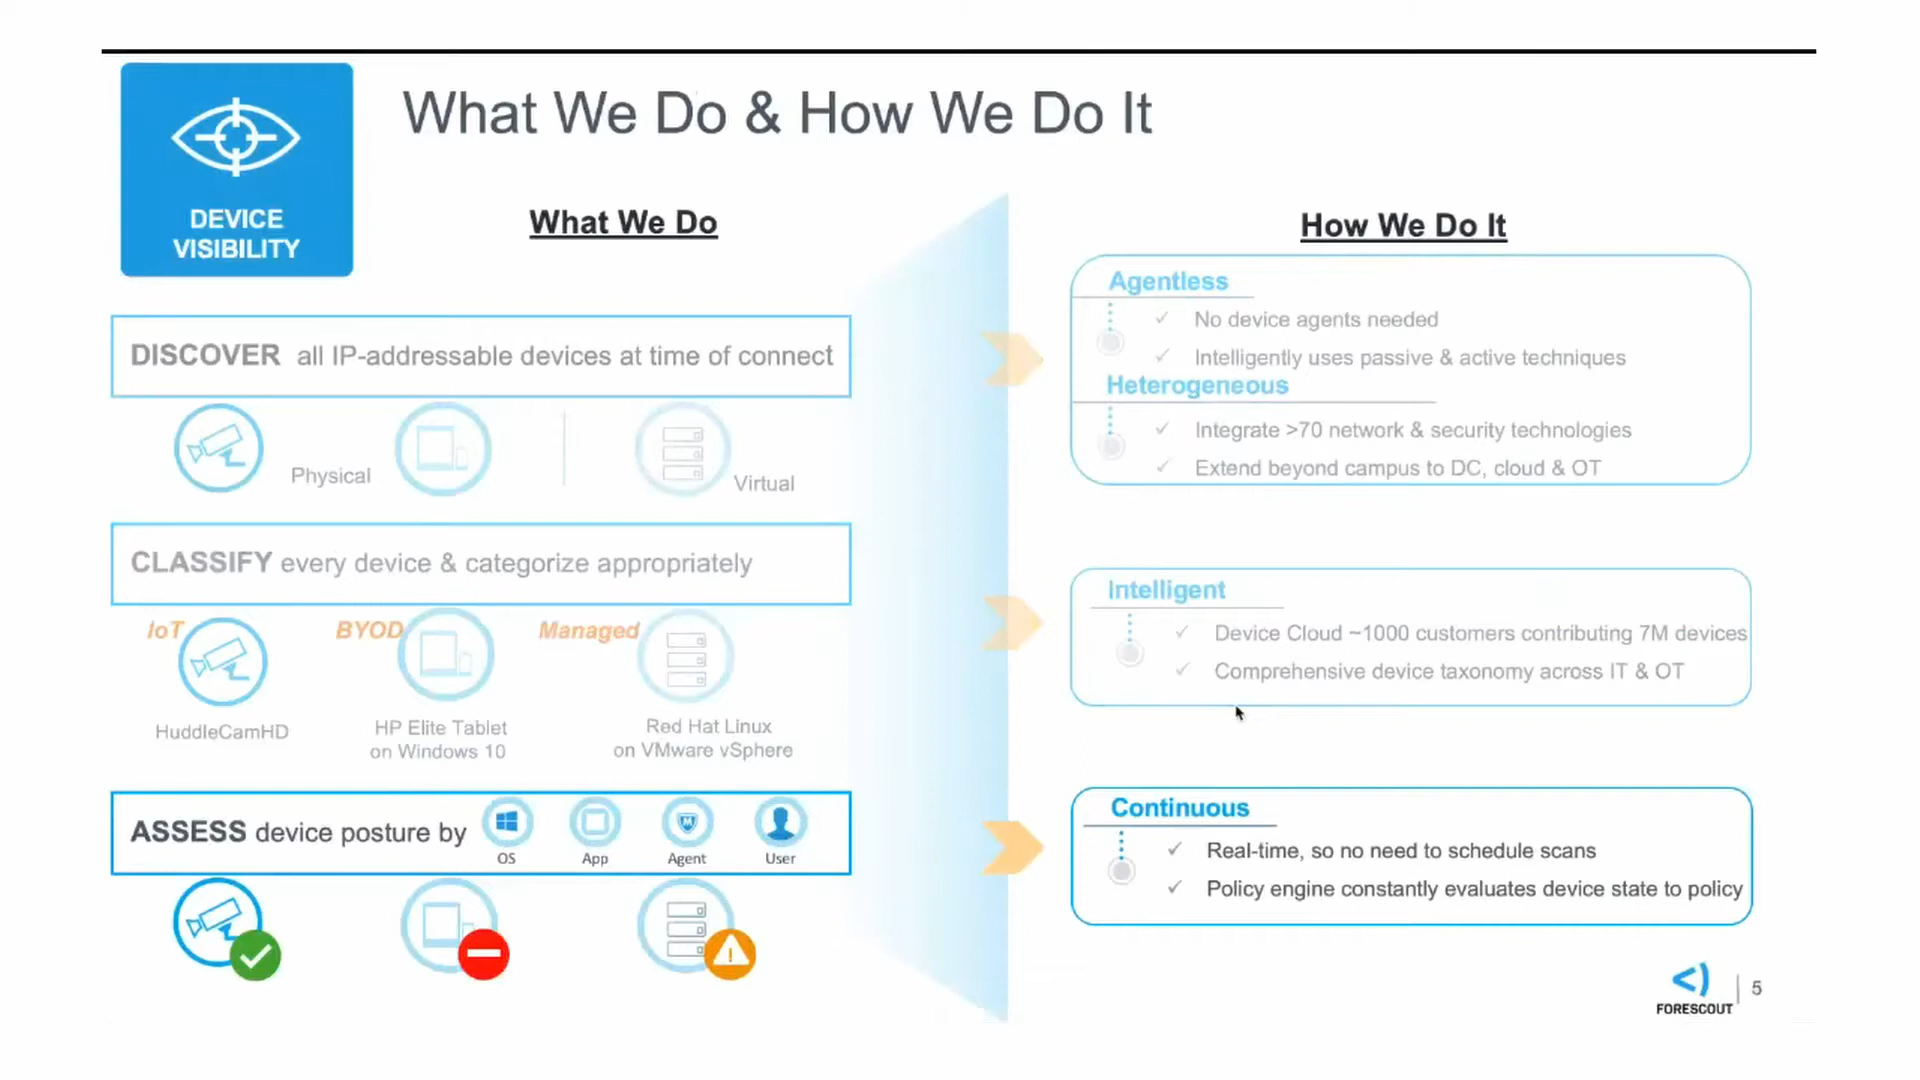 What We Do & How We Do It
DEVICE
VISIBILITY
What We Do
DISCOVER all IP-addressable devices at time of connect
Physical
Virtual
CLASSIFY every device & categorize appropriately
IoT
BYOD
Managed
HuddleCamHD
HP Elite Tablet
on Windows 10
Red Hat Linux
on VMware vSphere
ASSESS device posture by
OS
App
M
Agent
User
How We Do It
Agentless
✓ No device agents needed
✓ Intelligently uses passive & active techniques
Heterogeneous
✓ Integrate >70 network & security technologies
✓ Extend beyond campus to DC, cloud & OT
Intelligent
✓ Device Cloud ~1000 customers contributing 7M devices
✓ Comprehensive device taxonomy across IT & OT
Continuous
✓ Real-time, so no need to schedule scans
✓ Policy engine constantly evaluates device state to policy
FORESCOUT
5